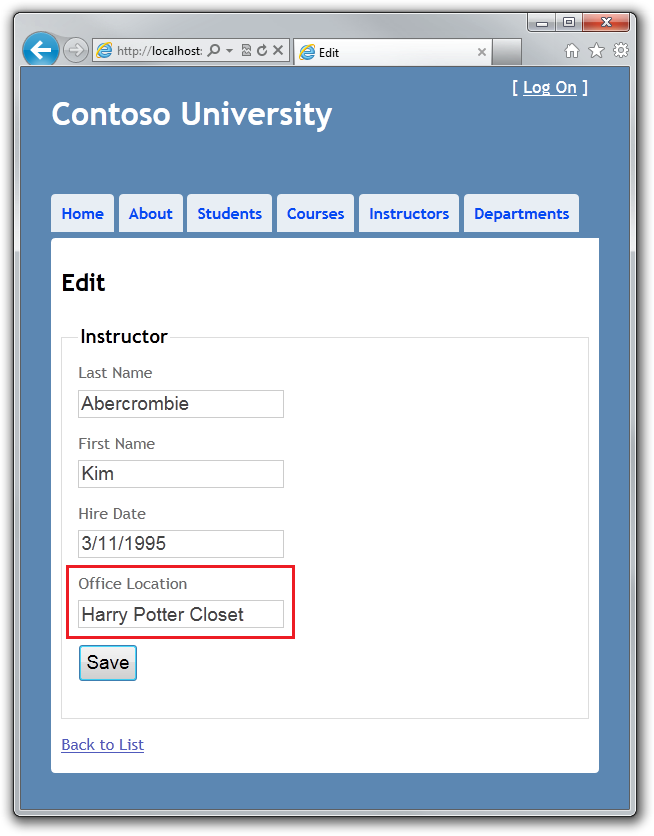 http://localhost:
Edit
[ Log On ]
Contoso University
Home About Students Courses Instructors Departments
Edit
Instructor
Last Name
Abercrombie
First Name
Kim
Hire Date
3/11/1995
Office Location
Harry Potter Closet
Save
Back to List